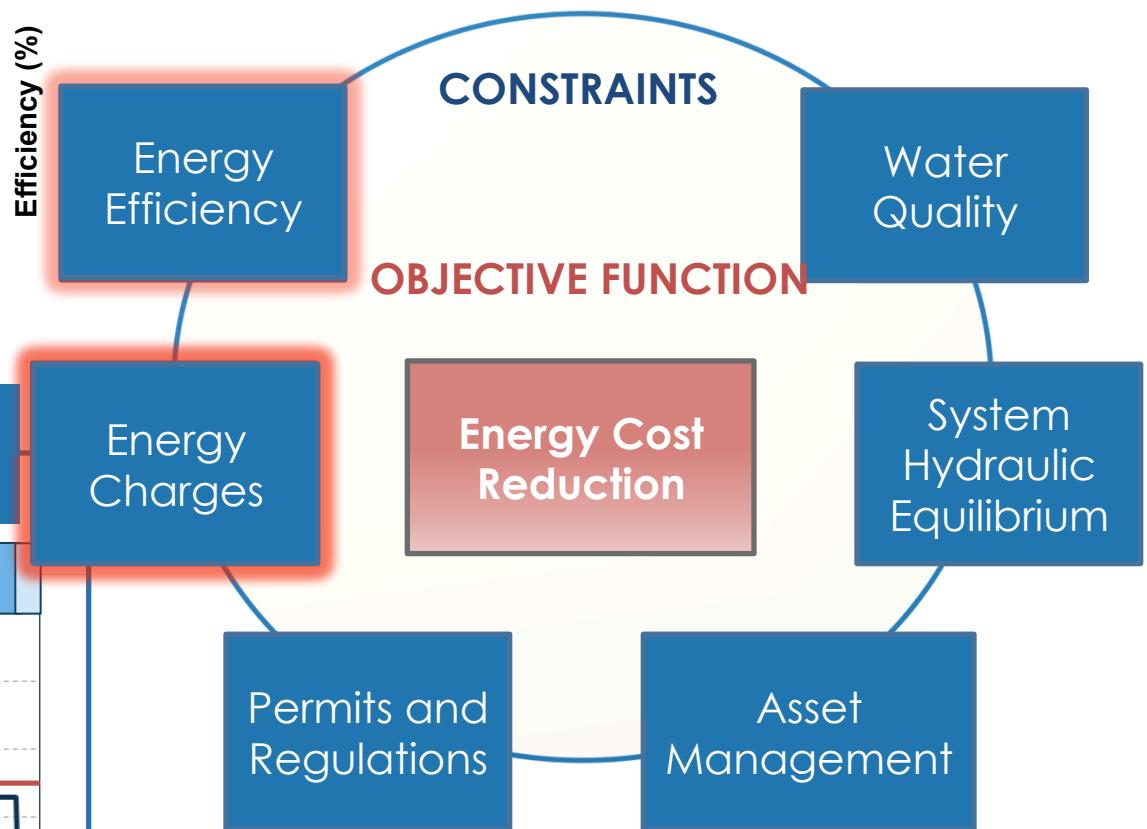 Efficiency (%)
CONSTRAINTS
Energy
Efficiency
Water
Quality
OBJECTIVE FUNCTION
Energy
Charges
Energy Cost
Reduction
System
Hydraulic
Equilibrium
Permits and
Regulations
Asset
Management